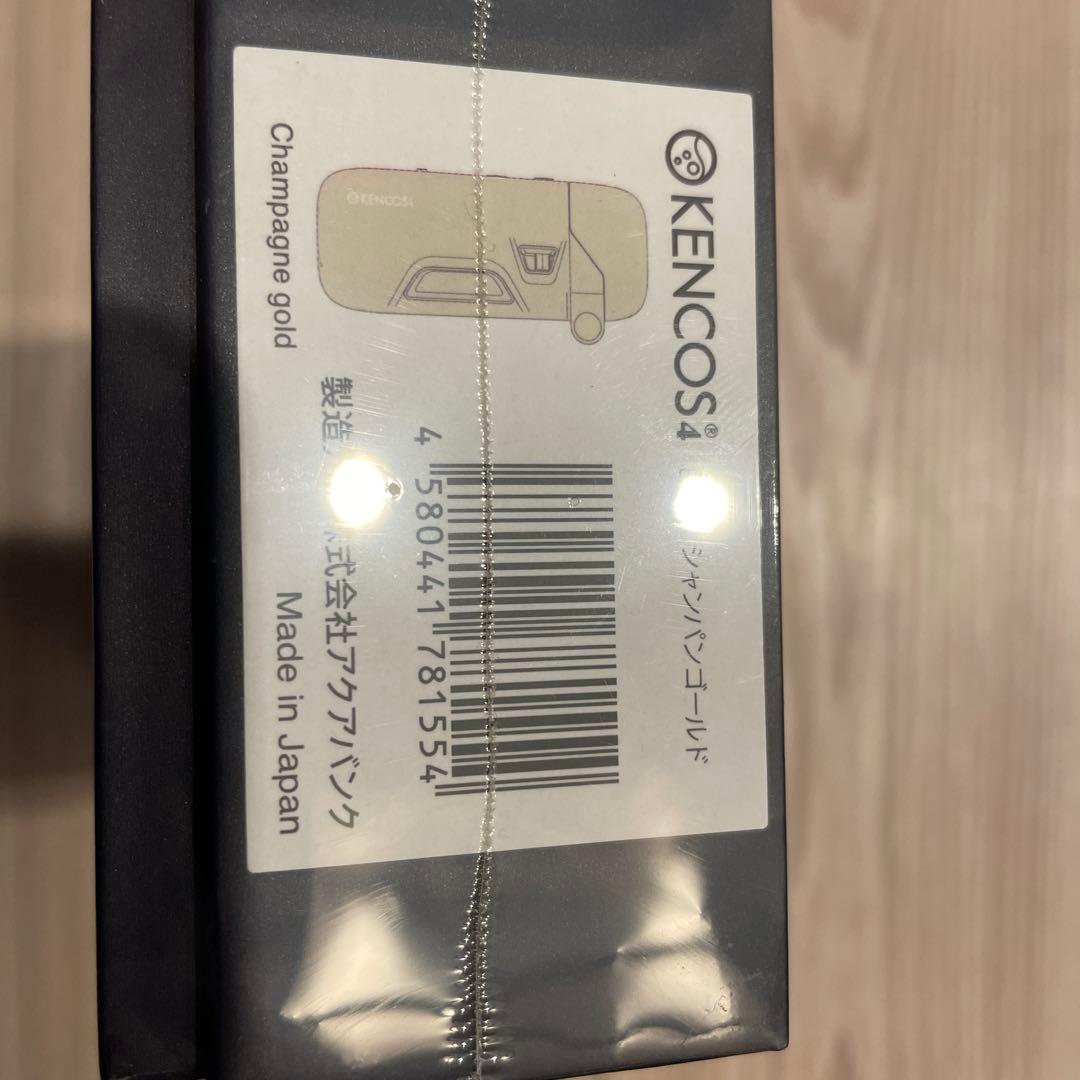 KENCOS4®
シャンパンゴールド
KENCOS4
4 580441 781554
製造
式会社アクアバンク
Champagne gold
Made in Japan